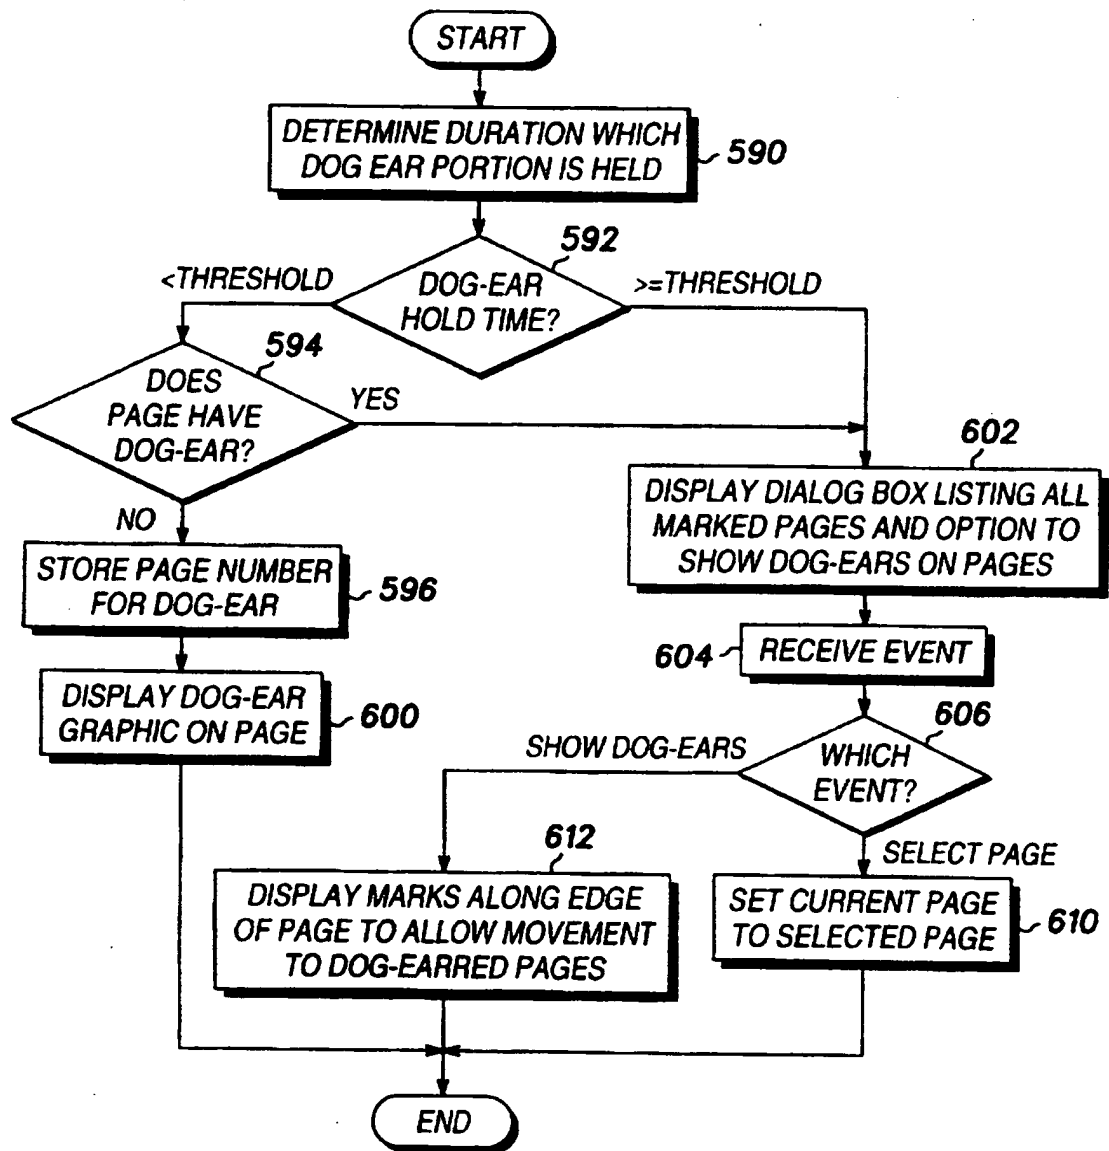 START
DETERMINE DURATION WHICH
DOG EAR PORTION IS HELD
590
592
<THRESHOLD
DOG-EAR
HOLD TIME?
>=THRESHOLD
594
DOES
PAGE HAVE
DOG-EAR?
YES
NO
602
DISPLAY DIALOG BOX LISTING ALL
MARKED PAGES AND OPTION TO
SHOW DOG-EARS ON PAGES
STORE PAGE NUMBER
FOR DOG-EAR
596
604
RECEIVE EVENT
DISPLAY DOG-EAR
GRAPHIC ON PAGE
600
606
SHOW DOG-EARS
WHICH
EVENT?
SELECT PAGE
612
DISPLAY MARKS ALONG EDGE
OF PAGE TO ALLOW MOVEMENT
TO DOG-EARRED PAGES
SET CURRENT PAGE
TO SELECTED PAGE
610
END